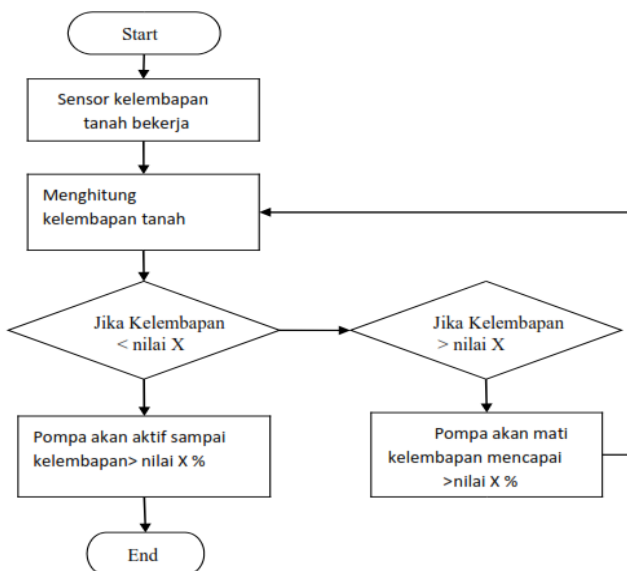 Start
Sensor kelembapan
tanah bekerja
Menghitung
kelembapan tanah
Jika Kelembapan
< nilai X
Jika Kelembapan
> nilai X
Pompa akan aktif sampai
kelembapan> nilai X %
Pompa akan mati
kelembapan mencapai
>nilai X %
End